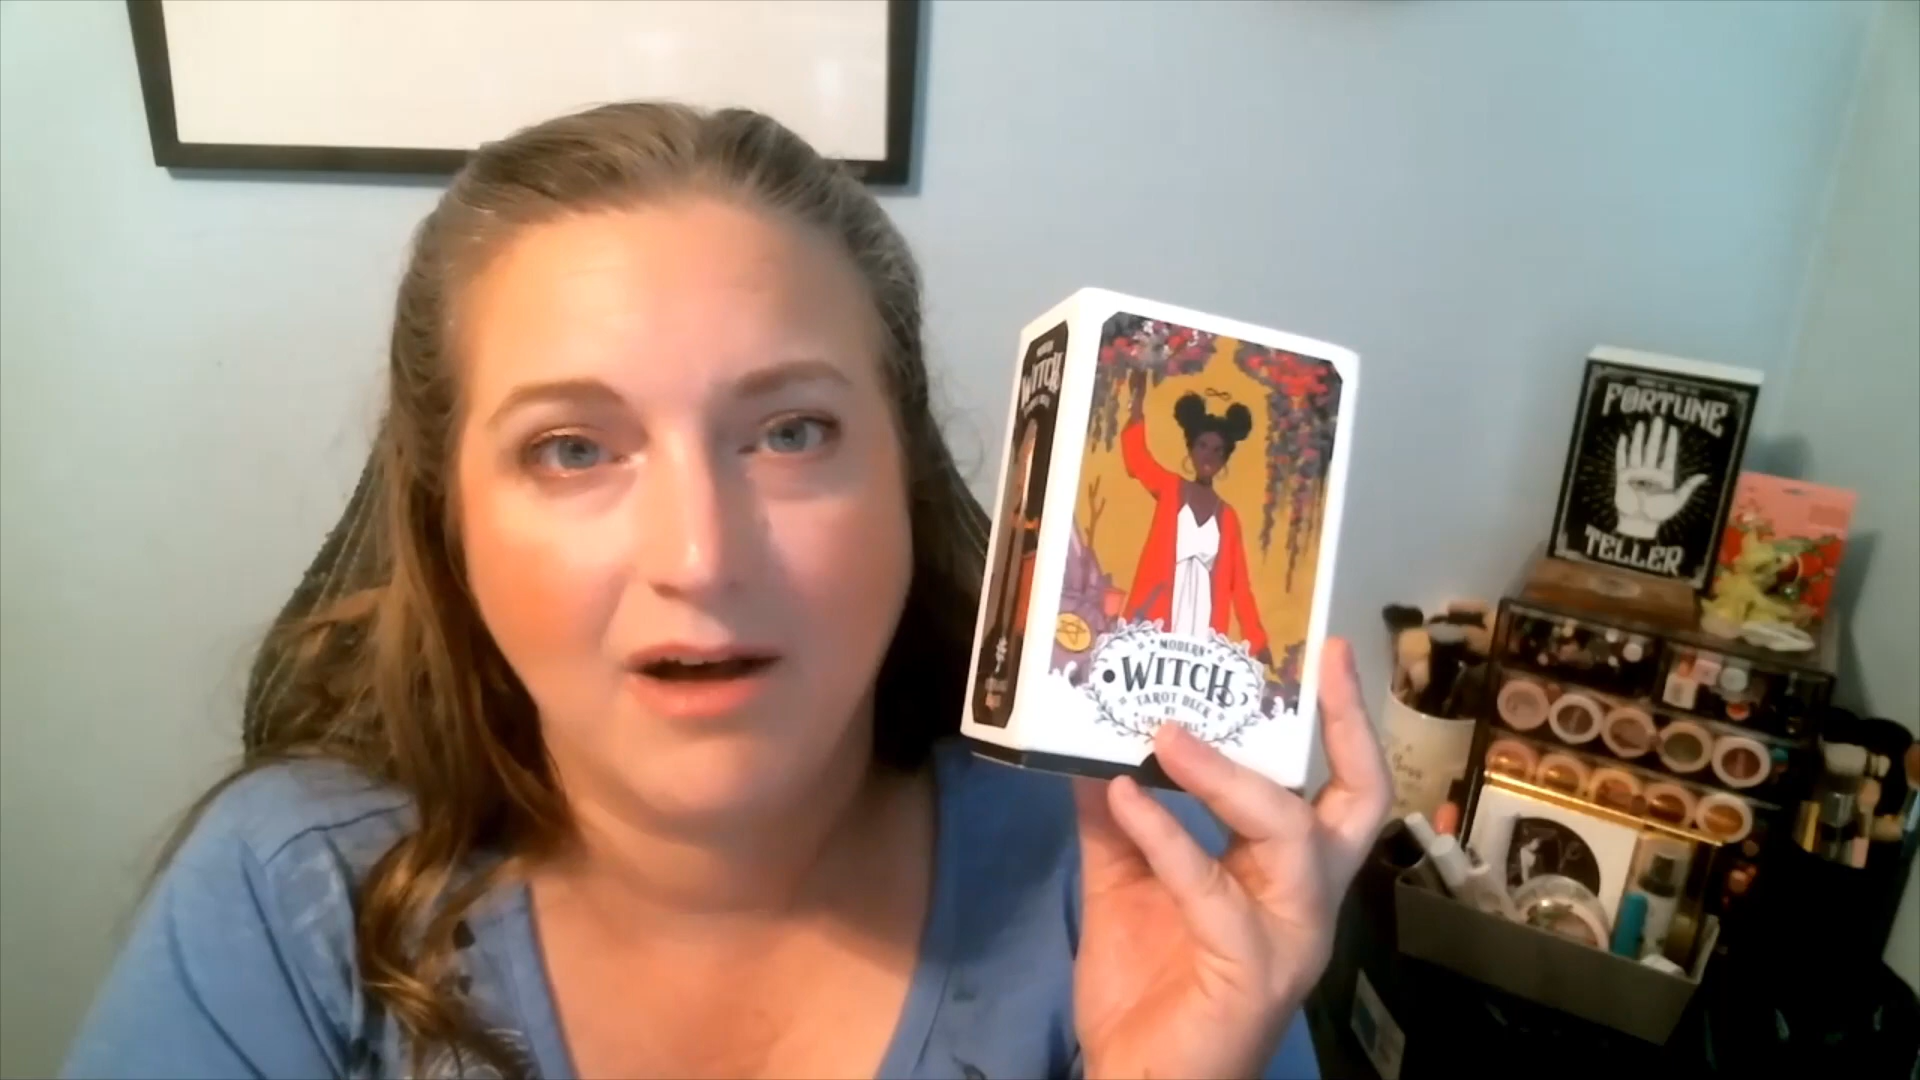 MODERN
WITCH
TAROT DECK
BY
WITCH
FORTUNE
TELLER